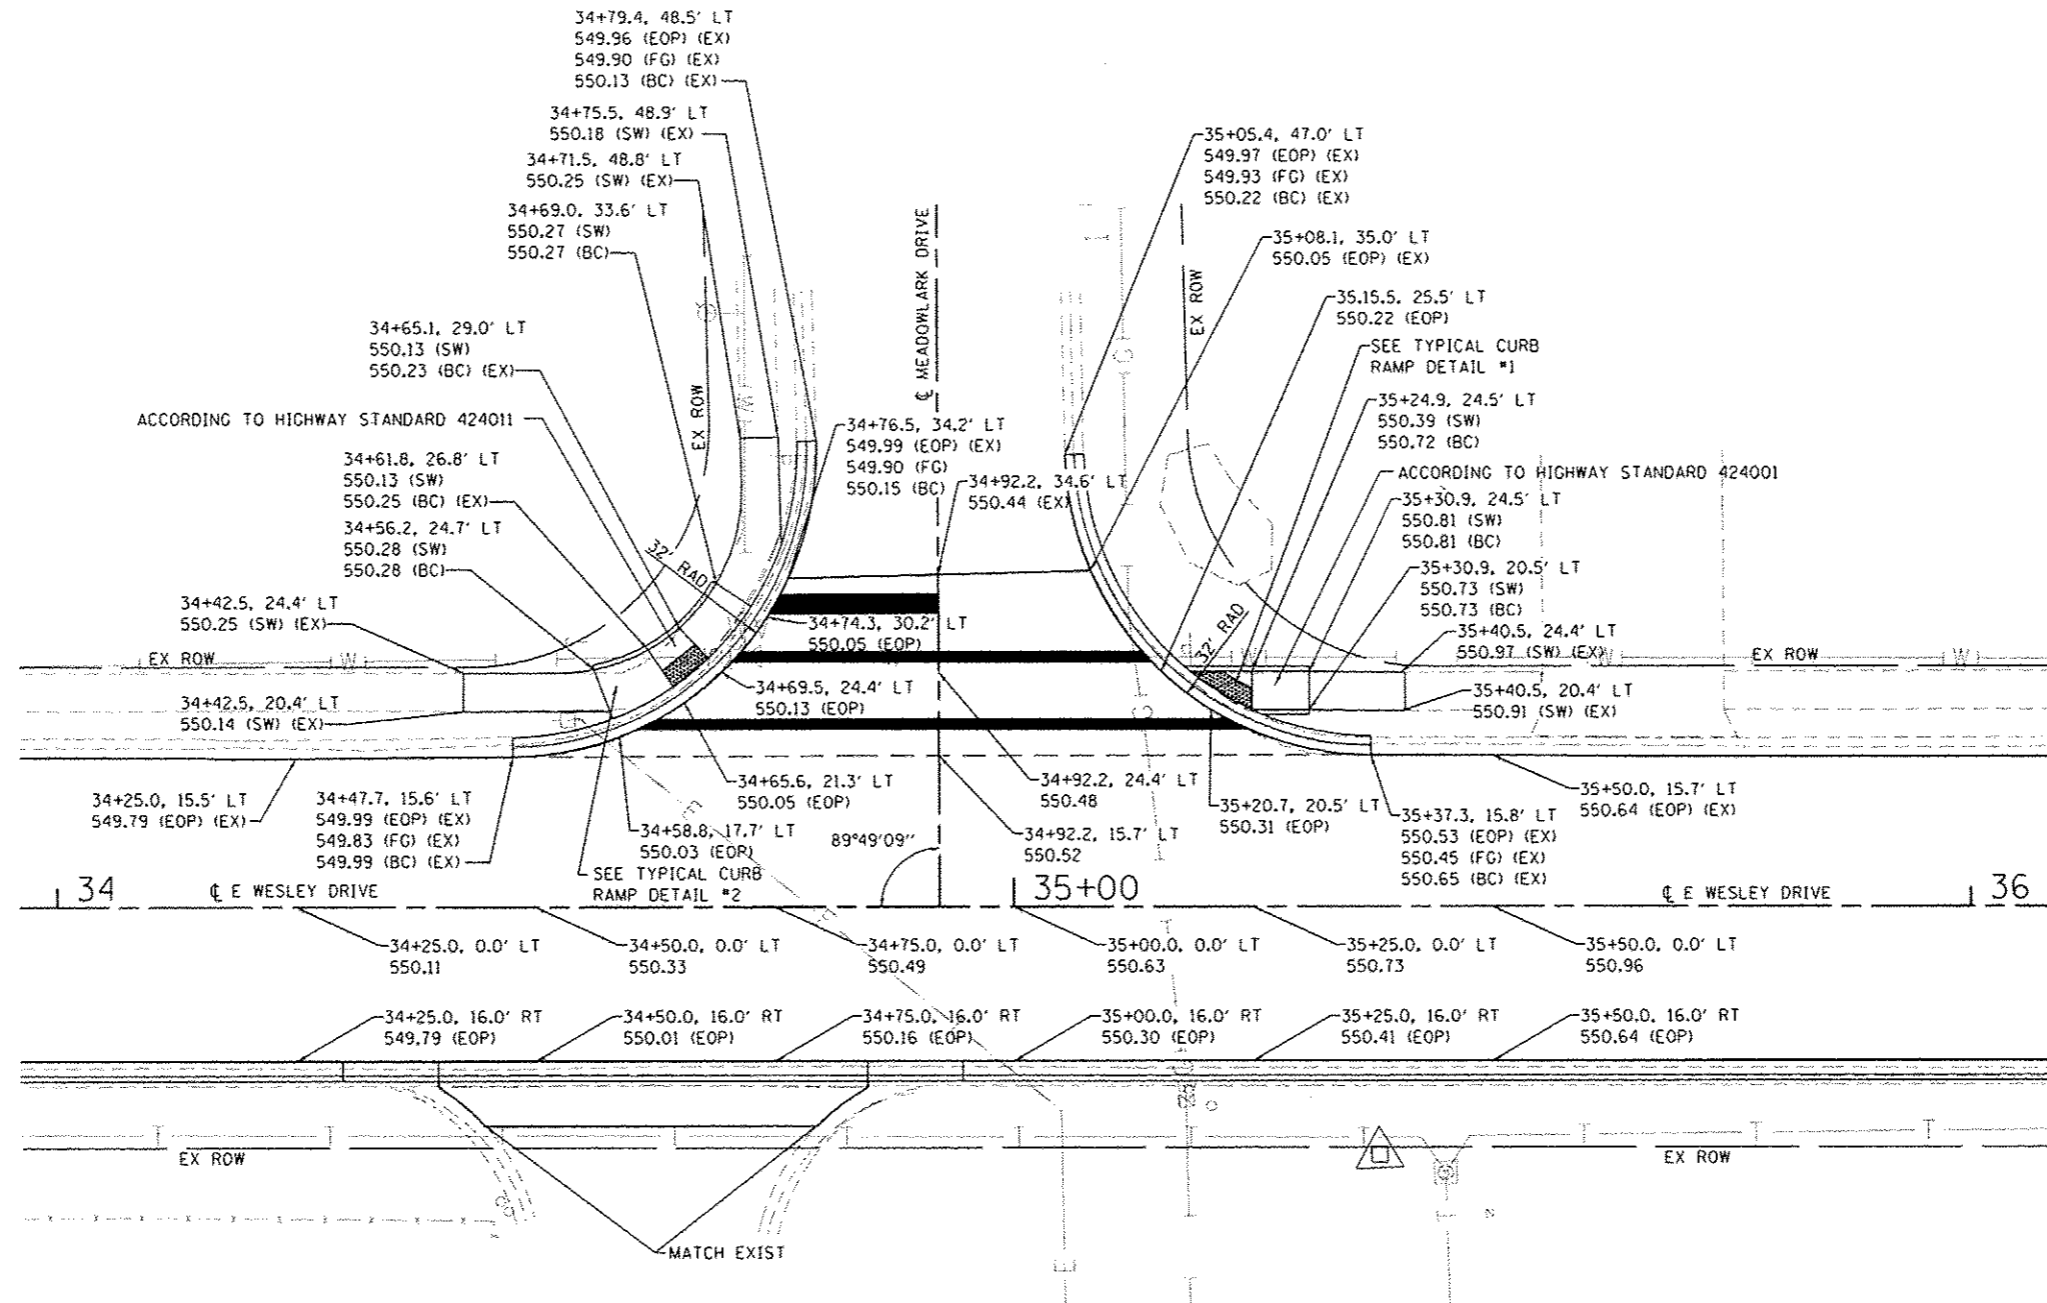 34+79.4, 48.5' LT
549.96 (EOP) (EX)
549.90 (FG) (EX)
550.13 (BC) (EX)
34+75.5, 48.9' LT
550.18 (SW) (EX)
34+71.5, 48.8' LT
550.25 (SW) (EX)
34+69.0, 33.6' LT
550.27 (SW)
550.27 (BC)
34+65.1, 29.0' LT
550.13 (SW)
550.23 (BC) (EX)
ACCORDING TO HIGHWAY STANDARD 424011
34+61.8, 26.8' LT
550.13 (SW)
550.25 (BC) (EX)
34+56.2, 24.7' LT
550.28 (SW)
550.28 (BC)
34+42.5, 24.4' LT
550.25 (SW) (EX)
EX ROW
34+42.5, 20.4' LT
550.14 (SW) (EX)
34+25.0, 15.5' LT
549.79 (EOP) (EX)
34+47.7, 15.6' LT
549.99 (EOP) (EX)
549.83 (FG) (EX)
549.99 (BC) (EX)
EX ROW
32' RAD
℄ MEADOWLARK DRIVE
34+76.5, 34.2' LT
549.99 (EOP) (EX)
549.90 (FG)
550.15 (BC)
34+92.2, 34.6' LT
550.44 (EX)
34+74.3, 30.2' LT
550.05 (EOP)
34+69.5, 24.4' LT
550.13 (EOP)
34+65.6, 21.3' LT
550.05 (EOP)
34+58.8, 17.7' LT
550.03 (EOP)
SEE TYPICAL CURB
RAMP DETAIL #2
89°49'09''
34+92.2, 24.4' LT
550.48
34+92.2, 15.7' LT
550.52
35+05.4, 47.0' LT
549.97 (EOP) (EX)
549.93 (FG) (EX)
550.22 (BC) (EX)
35+08.1, 35.0' LT
550.05 (EOP) (EX)
EX ROW
35.15.5, 25.5' LT
550.22 (EOP)
SEE TYPICAL CURB
RAMP DETAIL #1
35+24.9, 24.5' LT
550.39 (SW)
550.72 (BC)
ACCORDING TO HIGHWAY STANDARD 424001
35+30.9, 24.5' LT
550.81 (SW)
550.81 (BC)
35+30.9, 20.5' LT
550.73 (SW)
550.73 (BC)
32' RAD
35+40.5, 24.4' LT
550.97 (SW) (EX)
EX ROW
35+40.5, 20.4' LT
550.91 (SW) (EX)
35+20.7, 20.5' LT
550.31 (EOP)
35+37.3, 15.8' LT
550.53 (EOP) (EX)
550.45 (FG) (EX)
550.65 (BC) (EX)
35+50.0, 15.7' LT
550.64 (EOP) (EX)
34
℄ E WESLEY DRIVE
35+00
℄ E WESLEY DRIVE
36
34+25.0, 0.0' LT
550.11
34+50.0, 0.0' LT
550.33
34+75.0, 0.0' LT
550.49
35+00.0, 0.0' LT
550.63
35+25.0, 0.0' LT
550.73
35+50.0, 0.0' LT
550.96
34+25.0, 16.0' RT
549.79 (EOP)
34+50.0, 16.0' RT
550.01 (EOP)
34+75.0, 16.0' RT
550.16 (EOP)
35+00.0, 16.0' RT
550.30 (EOP)
35+25.0, 16.0' RT
550.41 (EOP)
35+50.0, 16.0' RT
550.64 (EOP)
EX ROW
EX ROW
MATCH EXIST